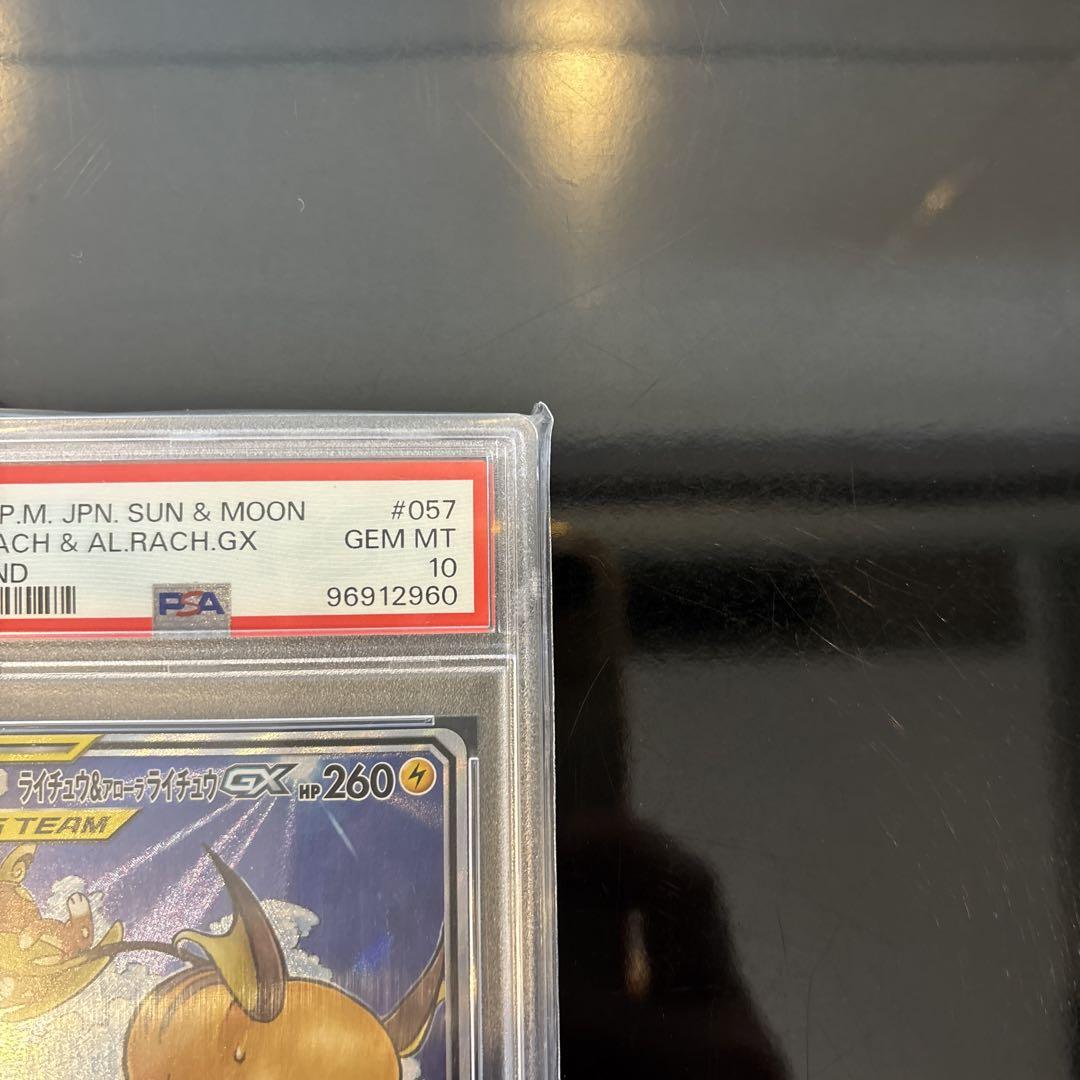 P.M. JPN. SUN & MOON #057
ACH & AL.RACH.GX GEM MT
ND 10
PSA 96912960
ライチュウ&アローラライチュウGX HP260
TEAM